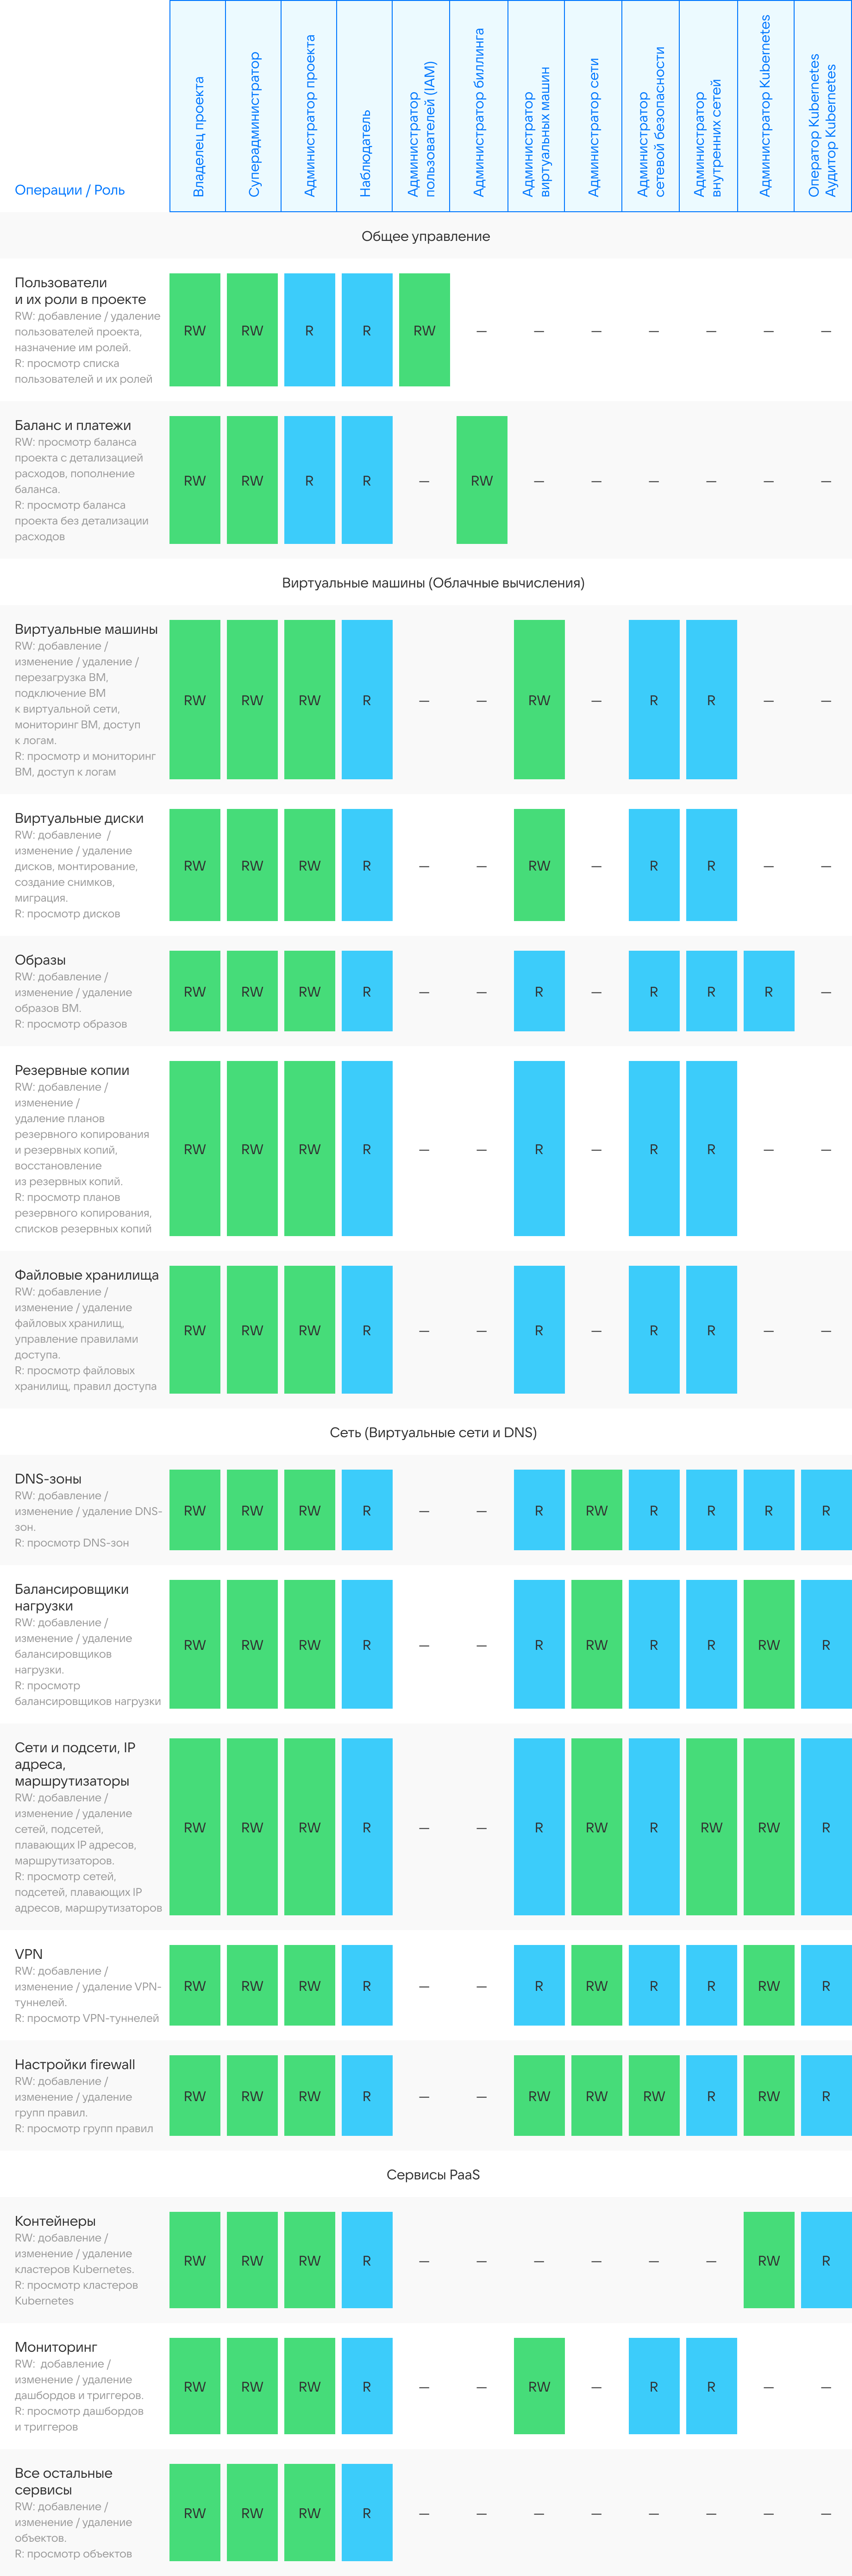 Операции / Роль
Владелец проекта
Суперадминистратор
Администратор проекта
Наблюдатель
Администратор
пользователей (IAM)
Администратор биллинга
Администратор
виртуальных машин
Администратор сети
Администратор
сетевой безопасности
Администратор
внутренних сетей
Администратор Kubernetes
Оператор Kubernetes
Аудитор Kubernetes
Общее управление
Пользователи
и их роли в проекте
RW: добавление / удаление
пользователей проекта,
назначение им ролей.
R: просмотр списка
пользователей и их ролей
RW RW R R RW — — — — — — —
Баланс и платежи
RW: просмотр баланса
проекта с детализацией
расходов, пополнение
баланса.
R: просмотр баланса
проекта без детализации
расходов
RW RW R R — RW — — — — — —
Виртуальные машины (Облачные вычисления)
Виртуальные машины
RW: добавление /
изменение / удаление /
перезагрузка ВМ,
подключение ВМ
к виртуальной сети,
мониторинг ВМ, доступ
к логам.
R: просмотр и мониторинг
ВМ, доступ к логам
RW RW RW R — — RW — R R — —
Виртуальные диски
RW: добавление /
изменение / удаление
дисков, монтирование,
создание снимков,
миграция.
R: просмотр дисков
RW RW RW R — — RW — R R — —
Образы
RW: добавление /
изменение / удаление
образов ВМ.
R: просмотр образов
RW RW RW R — — R — R R R —
Резервные копии
RW: добавление /
изменение /
удаление планов
резервного копирования
и резервных копий,
восстановление
из резервных копий.
R: просмотр планов
резервного копирования,
списков резервных копий
RW RW RW R — — R — R R — —
Файловые хранилища
RW: добавление /
изменение / удаление
файловых хранилищ,
управление правилами
доступа.
R: просмотр файловых
хранилищ, правил доступа
RW RW RW R — — R — R R — —
Сеть (Виртуальные сети и DNS)
DNS-зоны
RW: добавление /
изменение / удаление DNS-
зон.
R: просмотр DNS-зон
RW RW RW R — — R RW R R R R
Балансировщики
нагрузки
RW: добавление /
изменение / удаление
балансировщиков
нагрузки.
R: просмотр
балансировщиков нагрузки
RW RW RW R — — R RW R R RW R
Сети и подсети, IP
адреса,
маршрутизаторы
RW: добавление /
изменение / удаление
сетей, подсетей,
плавающих IP адресов,
маршрутизаторов.
R: просмотр сетей,
подсетей, плавающих IP
адресов, маршрутизаторов
RW RW RW R — — R RW R RW RW R
VPN
RW: добавление /
изменение / удаление VPN-
туннелей.
R: просмотр VPN-туннелей
RW RW RW R — — R RW R R RW R
Настройки firewall
RW: добавление /
изменение / удаление
групп правил.
R: просмотр групп правил
RW RW RW R — — RW RW RW R RW R
Сервисы PaaS
Контейнеры
RW: добавление /
изменение / удаление
кластеров Kubernetes.
R: просмотр кластеров
Kubernetes
RW RW RW R — — — — — — RW R
Мониторинг
RW: добавление /
изменение / удаление
дашбордов и триггеров.
R: просмотр дашбордов
и триггеров
RW RW RW R — — RW — R R — —
Все остальные
сервисы
RW: добавление /
изменение / удаление
объектов.
R: просмотр объектов
RW RW RW R — — — — — — — —